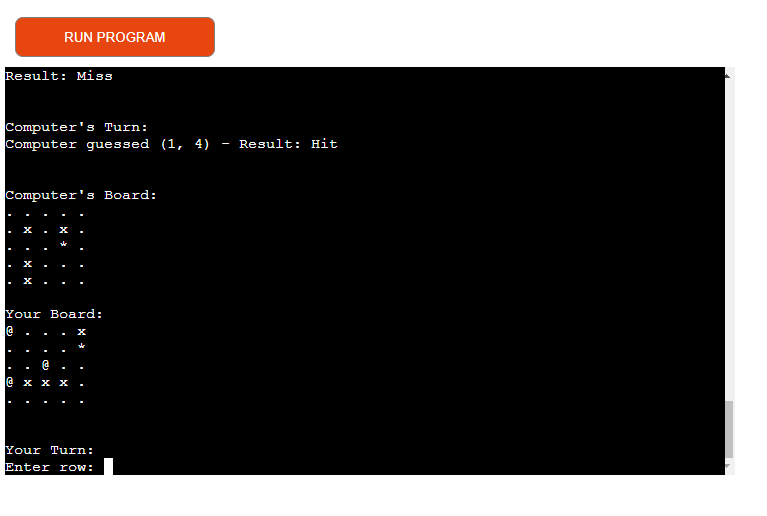 RUN PROGRAM
Result: Miss
Computer's Turn:
Computer guessed (1, 4) - Result: Hit
Computer's Board:
. . . . .
. x . x .
. . . * .
. x . . .
. x . . .
Your Board:
@ . . . x
. . . . *
. . @ . .
@ x x x .
. . . . .
Your Turn:
Enter row: